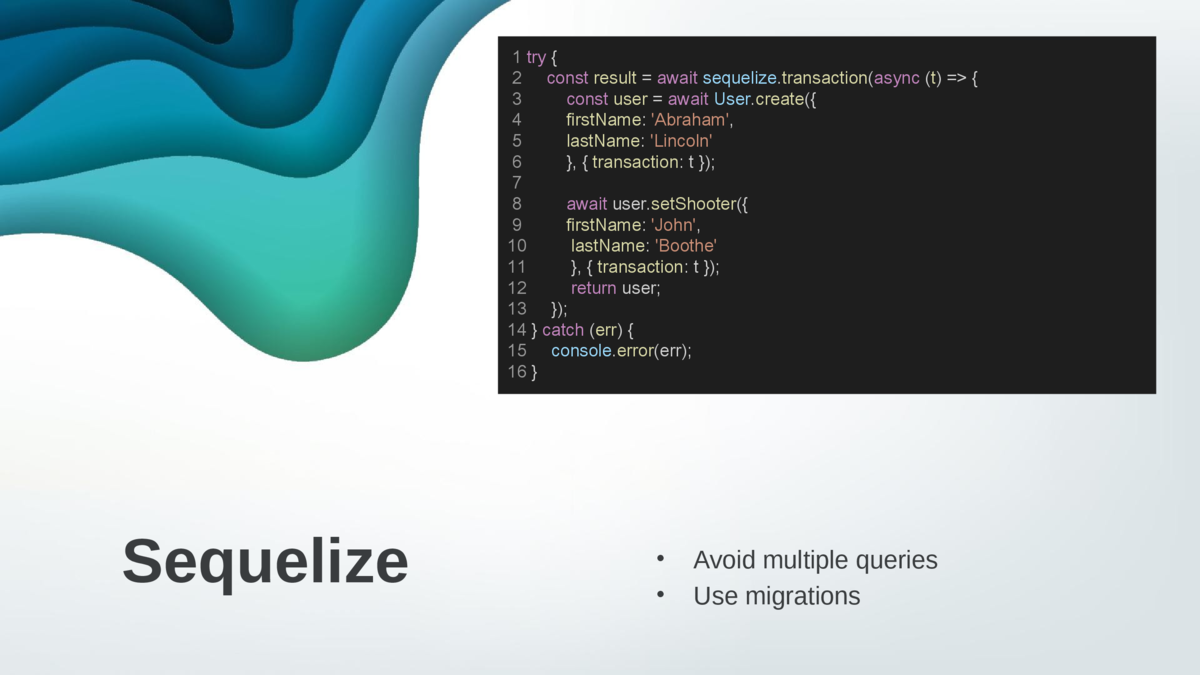 1 try {
2 const result = await sequelize.transaction(async (t) => {
3 const user = await User.create({
4 firstName: 'Abraham',
5 lastName: 'Lincoln'
6 }, { transaction: t });
7
8 await user.setShooter({
9 firstName: 'John',
10 lastName: 'Boothe'
11 }, { transaction: t });
12 return user;
13 });
14 } catch (err) {
15 console.error(err);
16 }
Sequelize
• Avoid multiple queries
• Use migrations